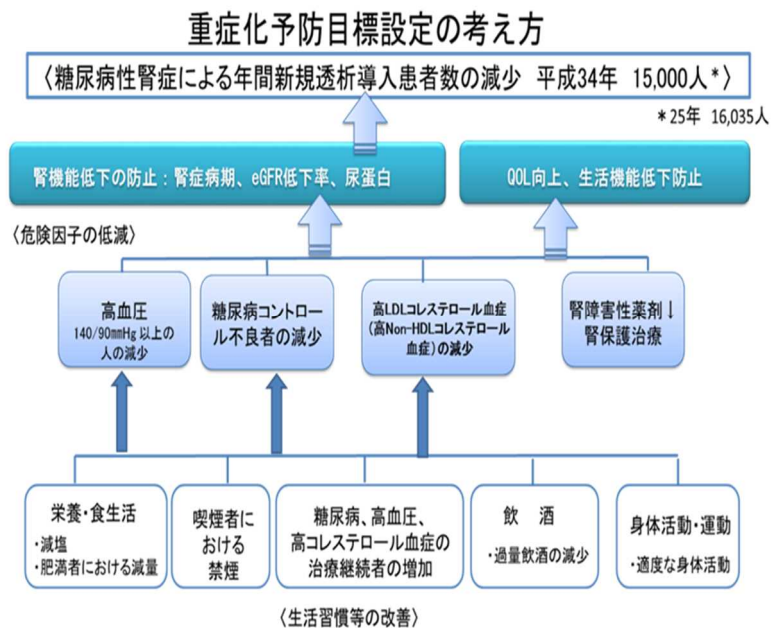 重症化予防目標設定の考え方
〈糖尿病性腎症による年間新規透析導入患者数の減少 平成34年 15,000人*〉
*25年 16,035人
腎機能低下の防止：腎症病期、eGFR低下率、尿蛋白
QOL向上、生活機能低下防止
〈危険因子の低減〉
高血圧
140/90mmHg以上の
人の減少
糖尿病コントロー
ル不良者の減少
高LDLコレステロール血症
(高Non-HDLコレステロール
血症)の減少
腎障害性薬剤↓
腎保護治療
栄養・食生活
・減塩
・肥満者における減量
喫煙者に
おける
禁煙
糖尿病、高血圧、
高コレステロール血症の
治療継続者の増加
飲 酒
・過量飲酒の減少
身体活動・運動
・適度な身体活動
〈生活習慣等の改善〉